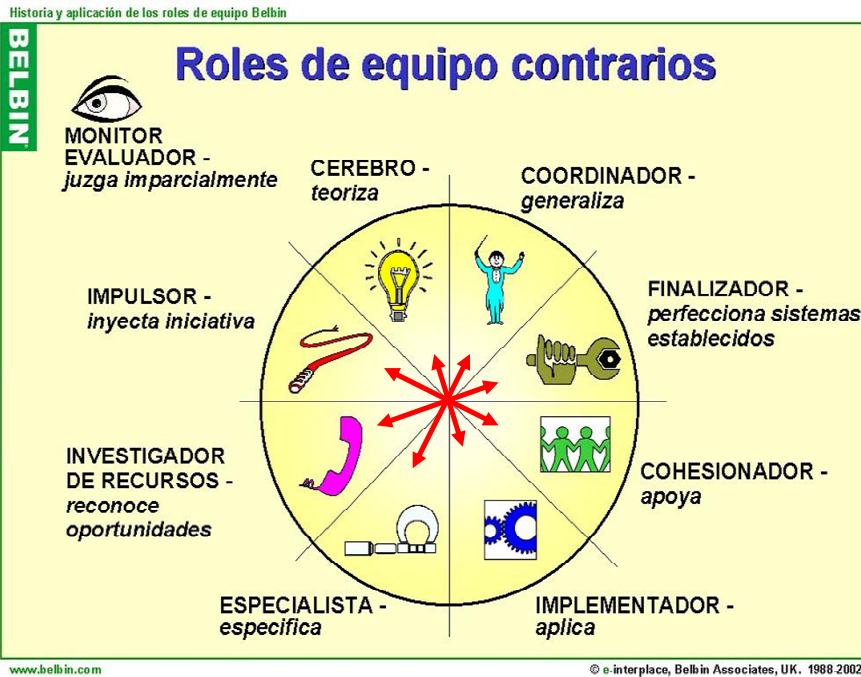 Historia y aplicación de los roles de equipo Belbin
BELBIN
Roles de equipo contrarios
MONITOR
EVALUADOR -
juzga imparcialmente
CEREBRO -
teoriza
COORDINADOR -
generaliza
IMPULSOR -
inyecta iniciativa
FINALIZADOR -
perfecciona sistemas
establecidos
INVESTIGADOR
DE RECURSOS -
reconoce
oportunidades
COHESIONADOR -
apoya
ESPECIALISTA -
especifica
IMPLEMENTADOR -
aplica
www.belbin.com
© e-interplace, Belbin Associates, UK. 1988-2002